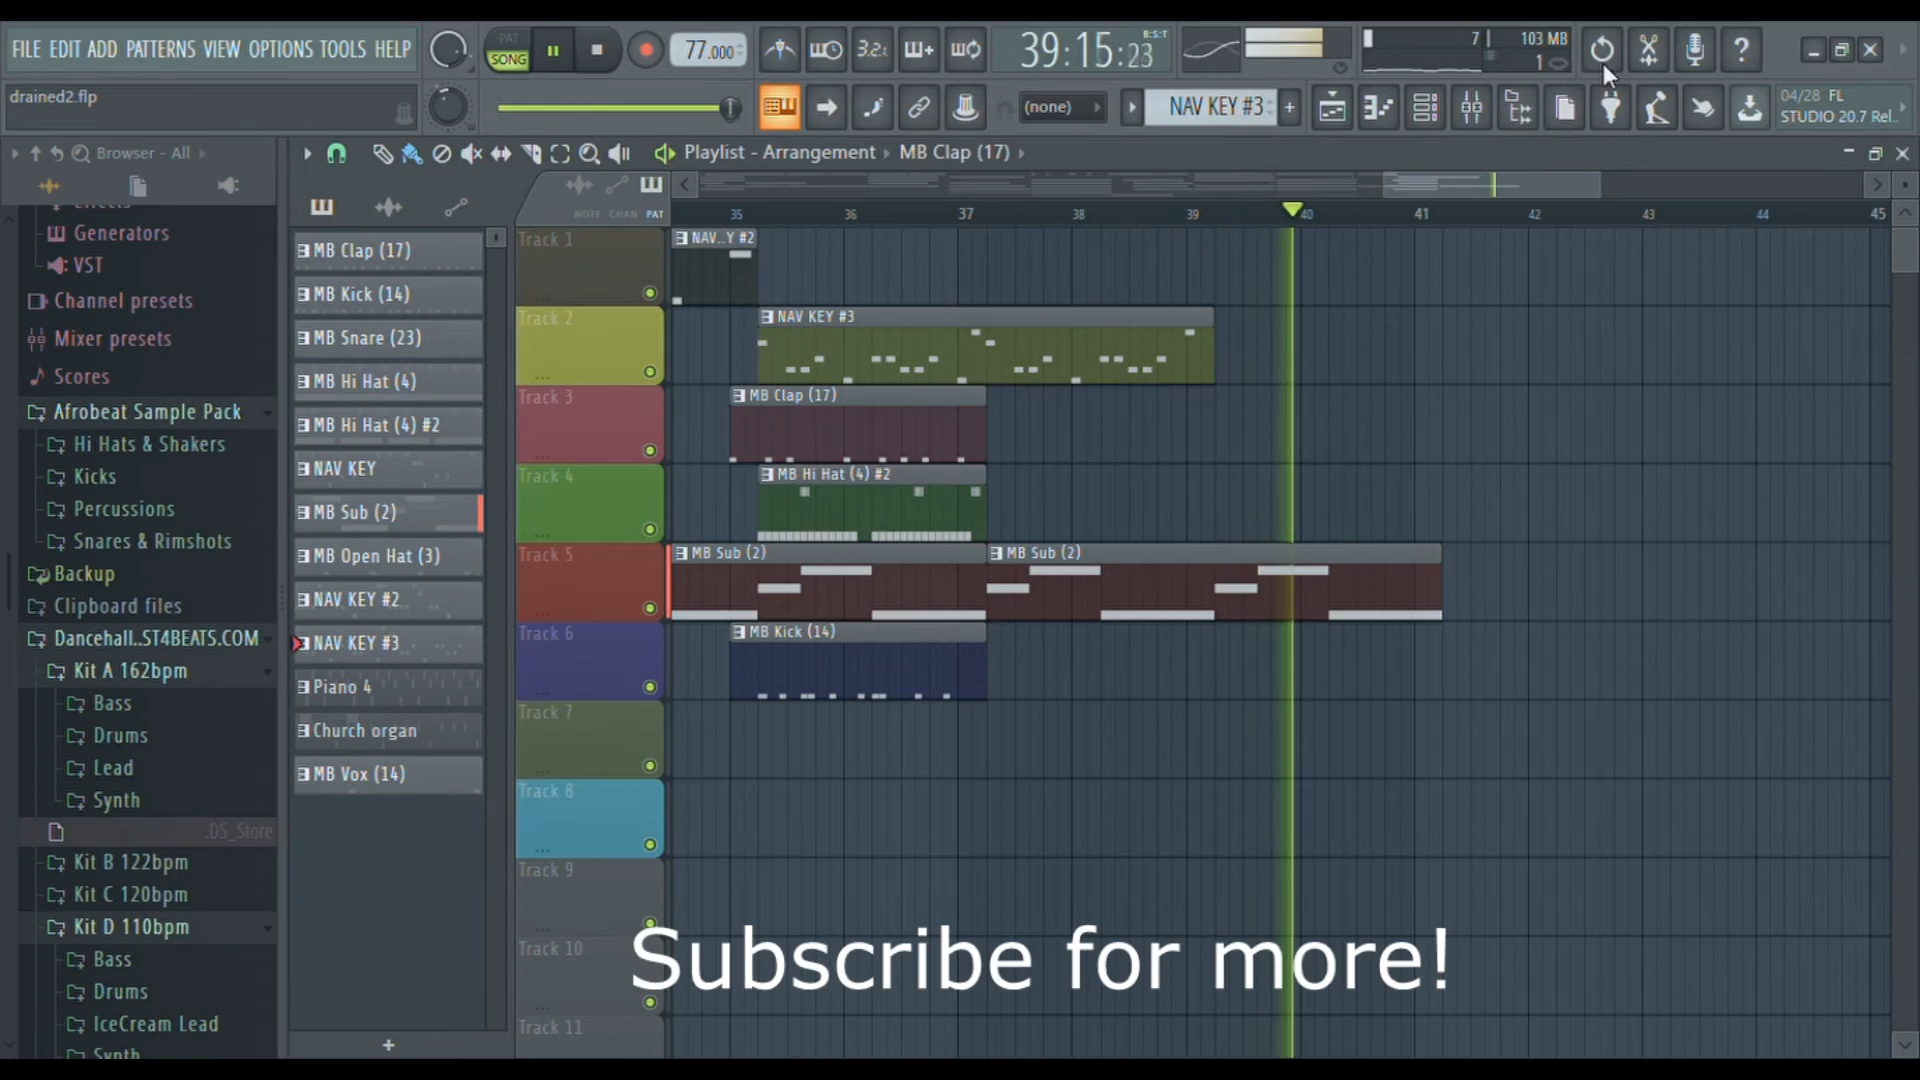 FILE EDIT ADD PATTERNS VIEW OPTIONS TOOLS HELP
PAT
SONG
77.000
3.2.
39:15:23
B:S:T
7
103 MB
1
drained2.flp
(none)
NAV KEY #3
04/28 FL
STUDIO 20.7 Rel..
Browser - All
Playlist - Arrangement
MB Clap (17)
NOTE CHAN PAT
35 36 37 38 39 40 41 42 43 44 45
Generators
VST
Channel presets
Mixer presets
Scores
Afrobeat Sample Pack
Hi Hats & Shakers
Kicks
Percussions
Snares & Rimshots
Backup
Clipboard files
Dancehall..ST4BEATS.COM
Kit A 162bpm
Bass
Drums
Lead
Synth
.DS_Store
Kit B 122bpm
Kit C 120bpm
Kit D 110bpm
Bass
Drums
IceCream Lead
Synth
MB Clap (17)
MB Kick (14)
MB Snare (23)
MB Hi Hat (4)
MB Hi Hat (4) #2
NAV KEY
MB Sub (2)
MB Open Hat (3)
NAV KEY #2
NAV KEY #3
Piano 4
Church organ
MB Vox (14)
Track 1
NAV..Y #2
Track 2
NAV KEY #3
Track 3
MB Clap (17)
Track 4
MB Hi Hat (4) #2
Track 5
MB Sub (2)
MB Sub (2)
Track 6
MB Kick (14)
Track 7
Track 8
Track 9
Track 10
Track 11
Subscribe for more!